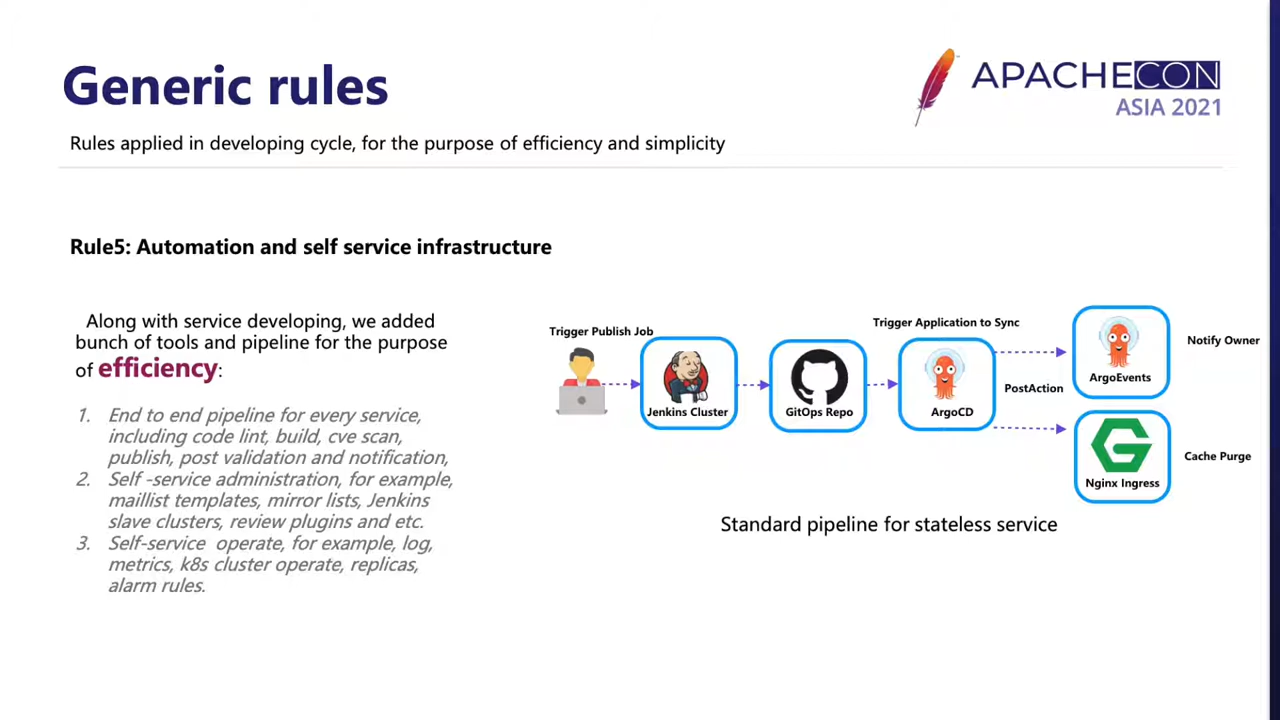 Generic rules
APACHECON
ASIA 2021
Rules applied in developing cycle, for the purpose of efficiency and simplicity
Rule5: Automation and self service infrastructure
Along with service developing, we added
bunch of tools and pipeline for the purpose
of efficiency:
1. End to end pipeline for every service,
including code lint, build, cve scan,
publish, post validation and notification,
2. Self -service administration, for example,
maillist templates, mirror lists, Jenkins
slave clusters, review plugins and etc.
3. Self-service operate, for example, log,
metrics, k8s cluster operate, replicas,
alarm rules.
Trigger Publish Job
Jenkins Cluster
GitOps Repo
Trigger Application to Sync
ArgoCD
PostAction
ArgoEvents
Notify Owner
Nginx Ingress
Cache Purge
Standard pipeline for stateless service